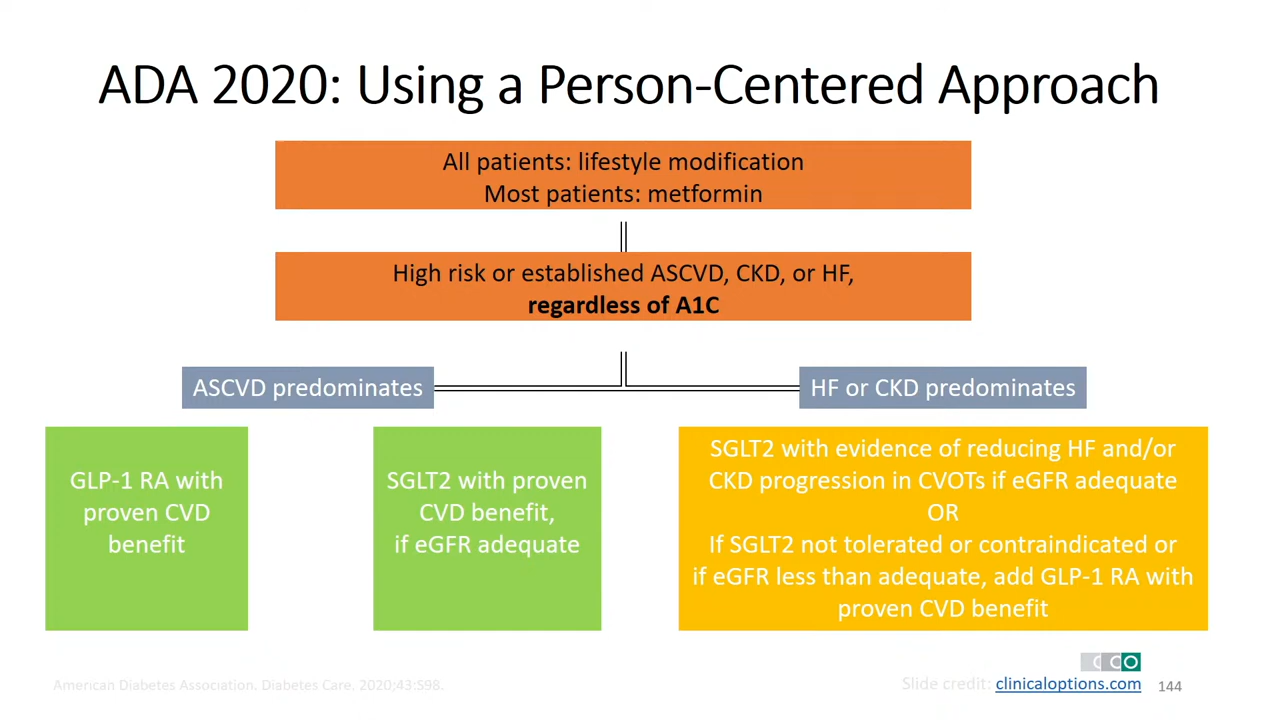 ADA 2020: Using a Person-Centered Approach
All patients: lifestyle modification
Most patients: metformin
High risk or established ASCVD, CKD, or HF,
regardless of A1C
ASCVD predominates
HF or CKD predominates
GLP-1 RA with
proven CVD
benefit
SGLT2 with proven
CVD benefit,
if eGFR adequate
SGLT2 with evidence of reducing HF and/or
CKD progression in CVOTs if eGFR adequate
OR
If SGLT2 not tolerated or contraindicated or
if eGFR less than adequate, add GLP-1 RA with
proven CVD benefit
CCO
American Diabetes Association. Diabetes Care. 2020;43:S98.
Slide credit: clinicaloptions.com
144